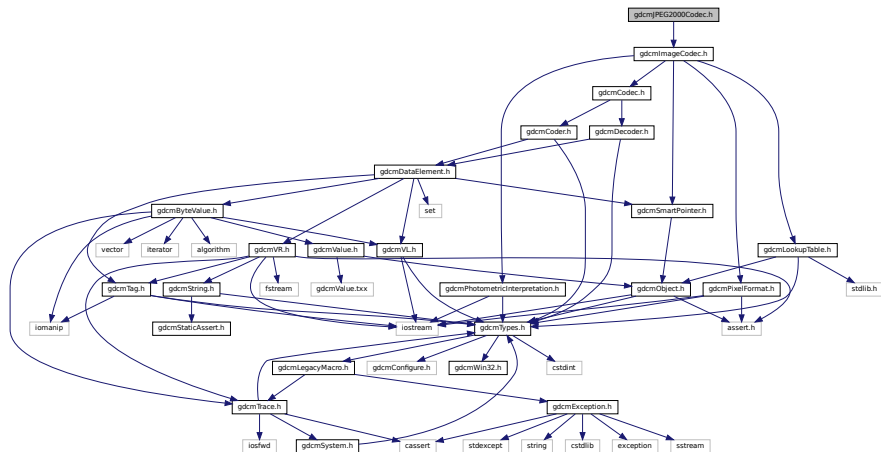 gdcmJPEG2000Codec.h
gdcmImageCodec.h
gdcmCodec.h
gdcmCoder.h
gdcmDecoder.h
gdcmDataElement.h
gdcmByteValue.h
set
gdcmSmartPointer.h
vector
iterator
algorithm
gdcmVR.h
gdcmValue.h
gdcmVL.h
gdcmLookupTable.h
gdcmTag.h
gdcmString.h
fstream
gdcmValue.txx
gdcmPhotometricInterpretation.h
gdcmObject.h
gdcmPixelFormat.h
stdlib.h
iomanip
gdcmStaticAssert.h
iostream
gdcmTypes.h
assert.h
gdcmLegacyMacro.h
gdcmConfigure.h
gdcmWin32.h
cstdint
gdcmTrace.h
gdcmException.h
iosfwd
gdcmSystem.h
cassert
stdexcept
string
cstdlib
exception
sstream